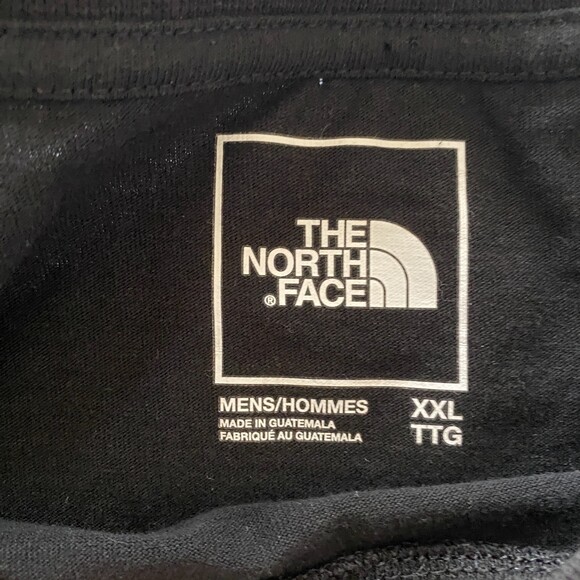 THE
NORTH
®FACE
MENS/HOMMES XXL
MADE IN GUATEMALA TTG
FABRIQUÉ AU GUATEMALA